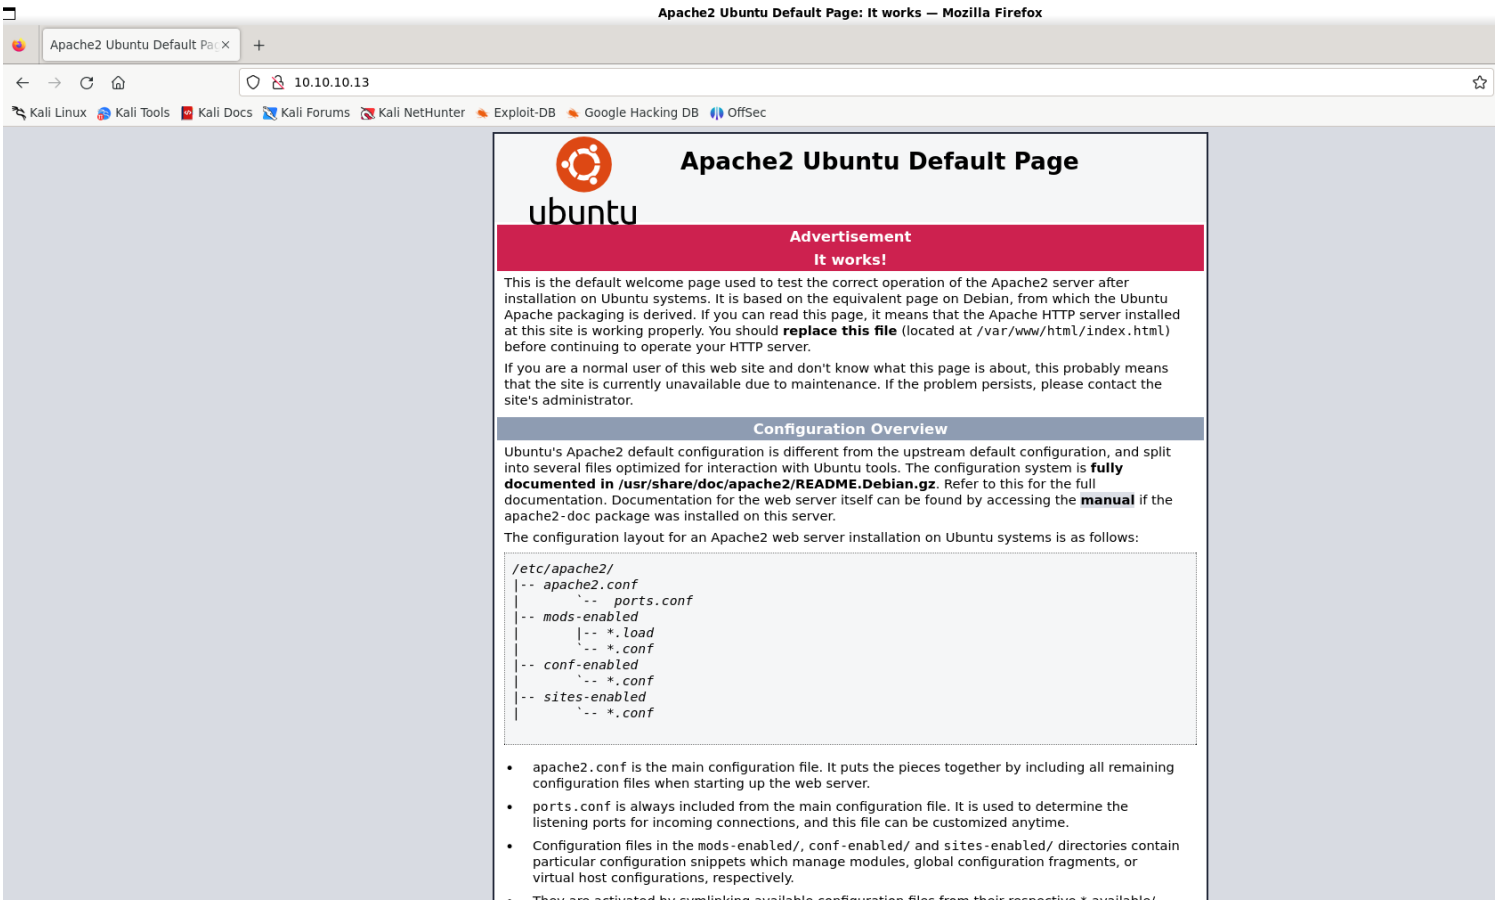 Apache2 Ubuntu Default Page: It works — Mozilla Firefox
Apache2 Ubuntu Default Pa
10.10.10.13
Kali Linux Kali Tools Kali Docs Kali Forums Kali NetHunter Exploit-DB Google Hacking DB OffSec
ubuntu
Apache2 Ubuntu Default Page
Advertisement
It works!
This is the default welcome page used to test the correct operation of the Apache2 server after
installation on Ubuntu systems. It is based on the equivalent page on Debian, from which the Ubuntu
Apache packaging is derived. If you can read this page, it means that the Apache HTTP server installed
at this site is working properly. You should replace this file (located at /var/www/html/index.html)
before continuing to operate your HTTP server.
If you are a normal user of this web site and don't know what this page is about, this probably means
that the site is currently unavailable due to maintenance. If the problem persists, please contact the
site's administrator.
Configuration Overview
Ubuntu's Apache2 default configuration is different from the upstream default configuration, and split
into several files optimized for interaction with Ubuntu tools. The configuration system is fully
documented in /usr/share/doc/apache2/README.Debian.gz. Refer to this for the full
documentation. Documentation for the web server itself can be found by accessing the manual if the
apache2-doc package was installed on this server.
The configuration layout for an Apache2 web server installation on Ubuntu systems is as follows:
/etc/apache2/
|-- apache2.conf
|       `--  ports.conf
|-- mods-enabled
|       |-- *.load
|       `-- *.conf
|-- conf-enabled
|       `-- *.conf
|-- sites-enabled
|       `-- *.conf
• apache2.conf is the main configuration file. It puts the pieces together by including all remaining
configuration files when starting up the web server.
• ports.conf is always included from the main configuration file. It is used to determine the
listening ports for incoming connections, and this file can be customized anytime.
• Configuration files in the mods-enabled/, conf-enabled/ and sites-enabled/ directories contain
particular configuration snippets which manage modules, global configuration fragments, or
virtual host configurations, respectively.
• They are activated by symlinking available configuration files from their respective *-available/